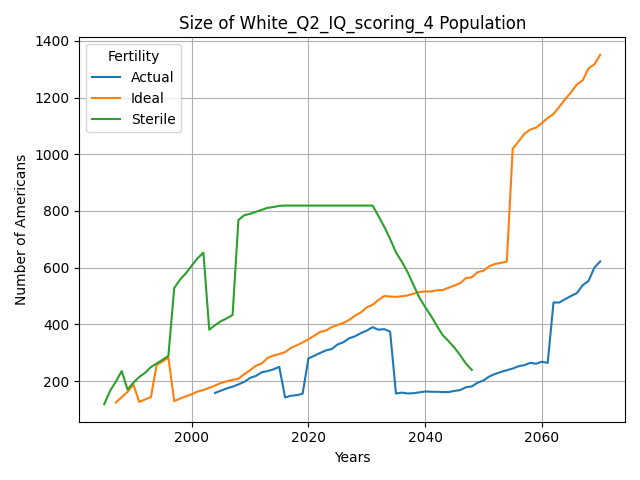 Size of White_Q2_IQ_scoring_4 Population
Fertility
Actual
Ideal
Sterile
Number of Americans
1400
1200
1000
800
600
400
200
2000
2020
2040
2060
Years